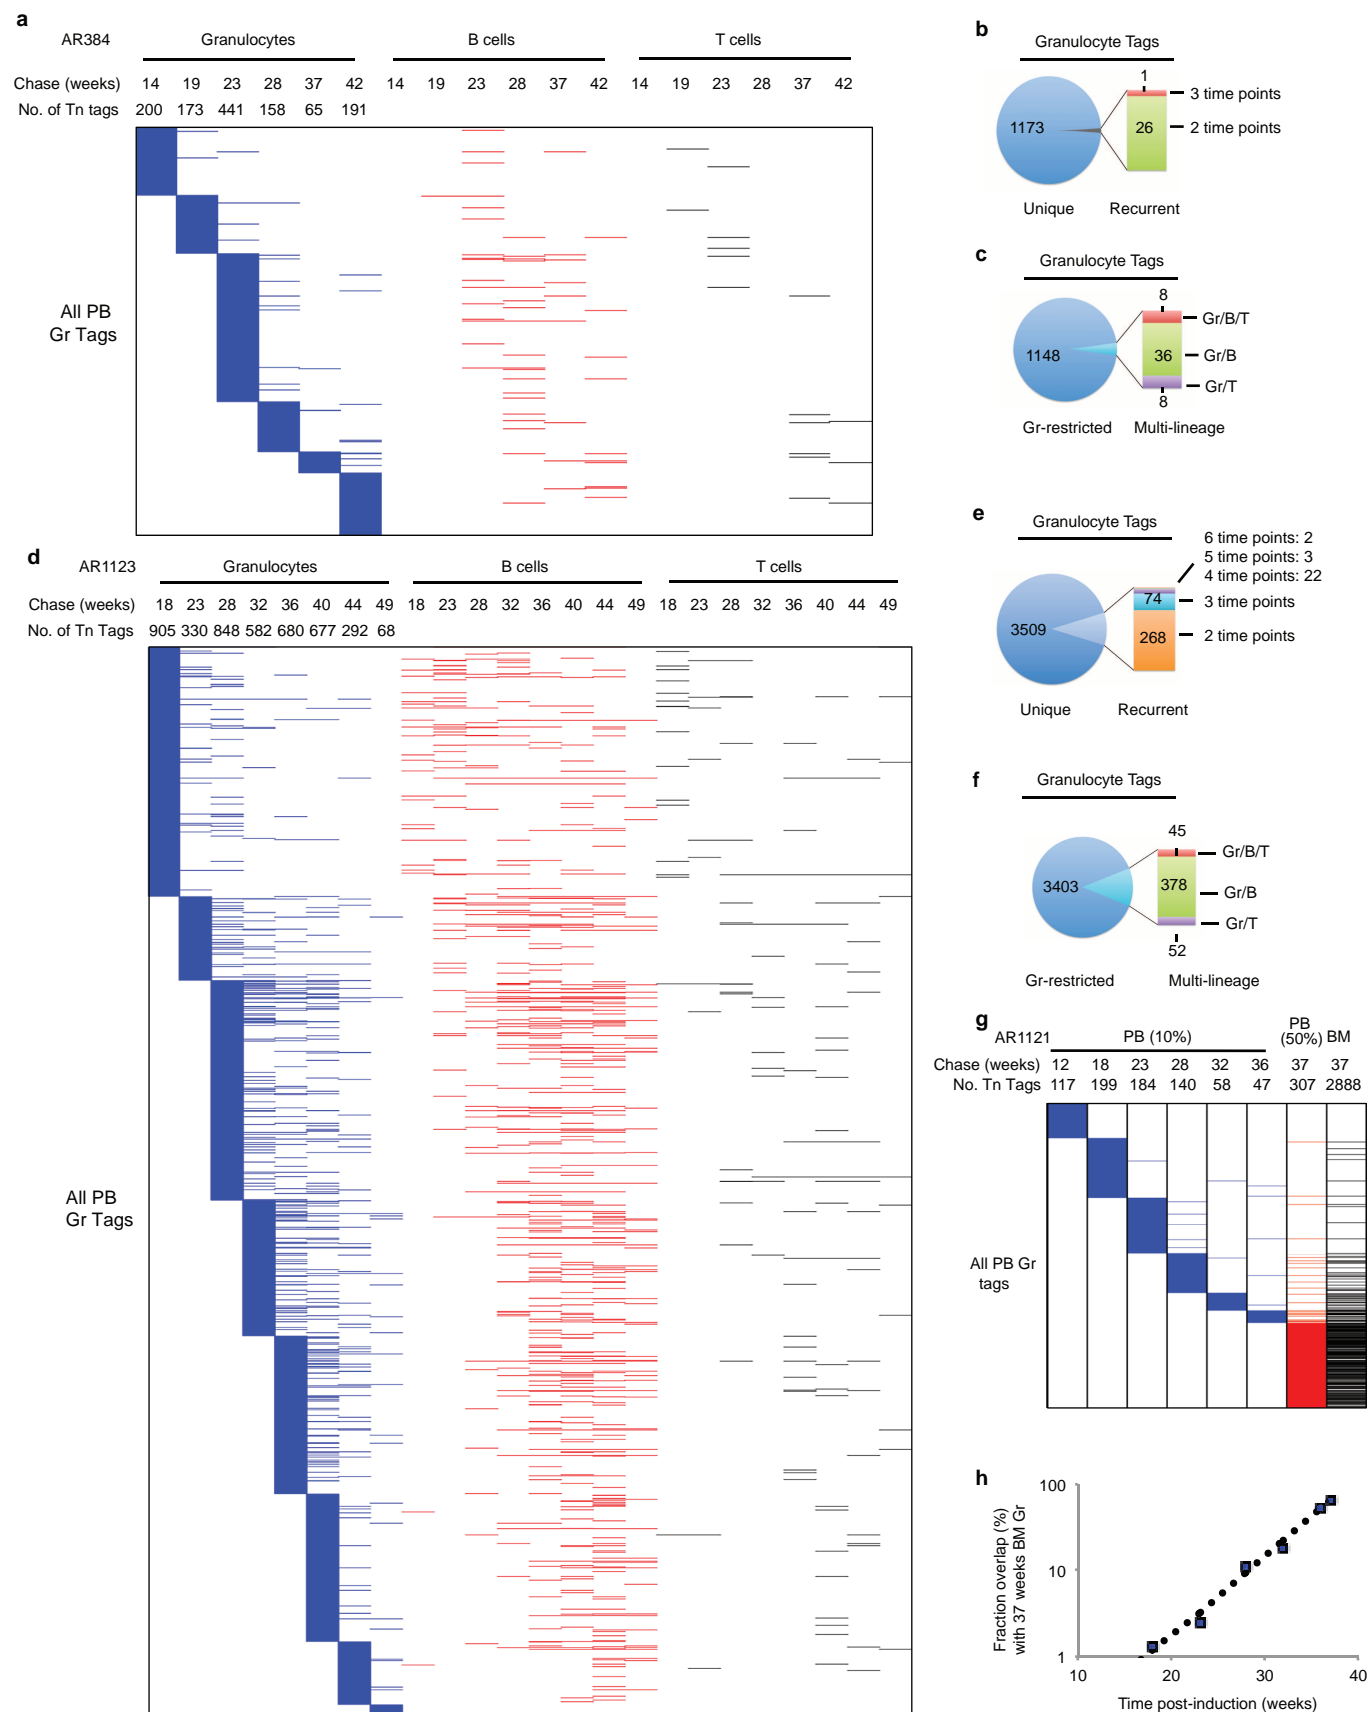 a
AR384
Granulocytes
B cells
T cells
Chase (weeks)
14 19 23 28 37 42 14 19 23 28 37 42 14 19 23 28 37 42
No. of Tn tags
200 173 441 158 65 191
All PB
Gr Tags
b
Granulocyte Tags
1173
1
26
3 time points
2 time points
Unique
Recurrent
c
Granulocyte Tags
1148
8
36
8
Gr/B/T
Gr/B
Gr/T
Gr-restricted
Multi-lineage
d
AR1123
Granulocytes
B cells
T cells
Chase (weeks)
18 23 28 32 36 40 44 49 18 23 28 32 36 40 44 49 18 23 28 32 36 40 44 49
No. of Tn Tags
905 330 848 582 680 677 292 68
All PB
Gr Tags
e
Granulocyte Tags
6 time points: 2
5 time points: 3
4 time points: 22
3509
74
268
3 time points
2 time points
Unique
Recurrent
f
Granulocyte Tags
3403
45
378
52
Gr/B/T
Gr/B
Gr/T
Gr-restricted
Multi-lineage
g
AR1121
PB (10%)
PB
(50%)
BM
Chase (weeks)
12 18 23 28 32 36 37 37
No. Tn Tags
117 199 184 140 58 47 307 2888
All PB Gr
tags
h
Fraction overlap (%)
with 37 weeks BM Gr
100
10
1
10 20 30 40
Time post-induction (weeks)